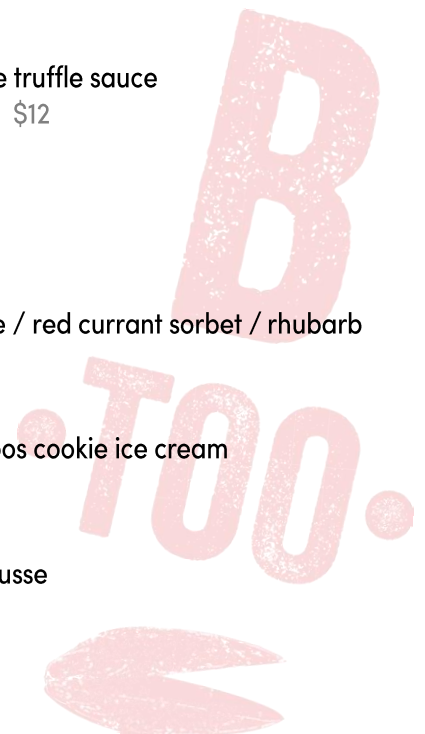 e truffle sauce
$12
B
e / red currant sorbet / rhubarb
• TOO •
os cookie ice cream
usse